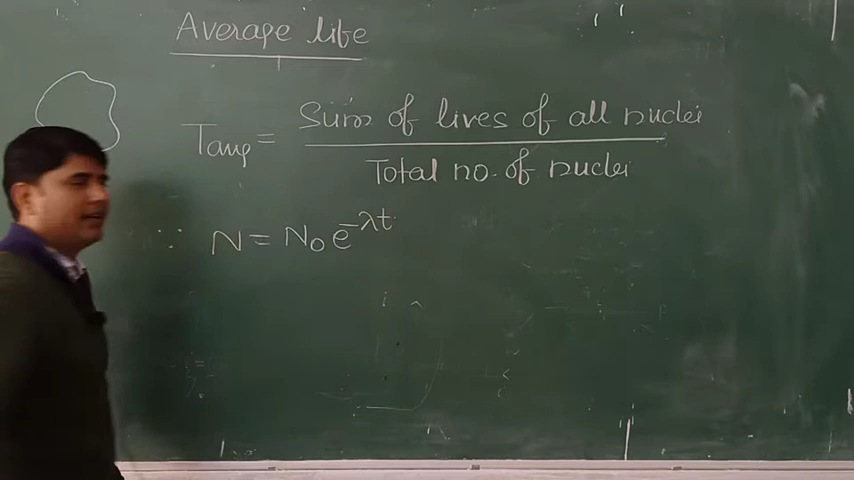 Average life
Tavg = Sum of lives of all nuclei
Total no. of nuclei
∵ N = N₀e^-λt